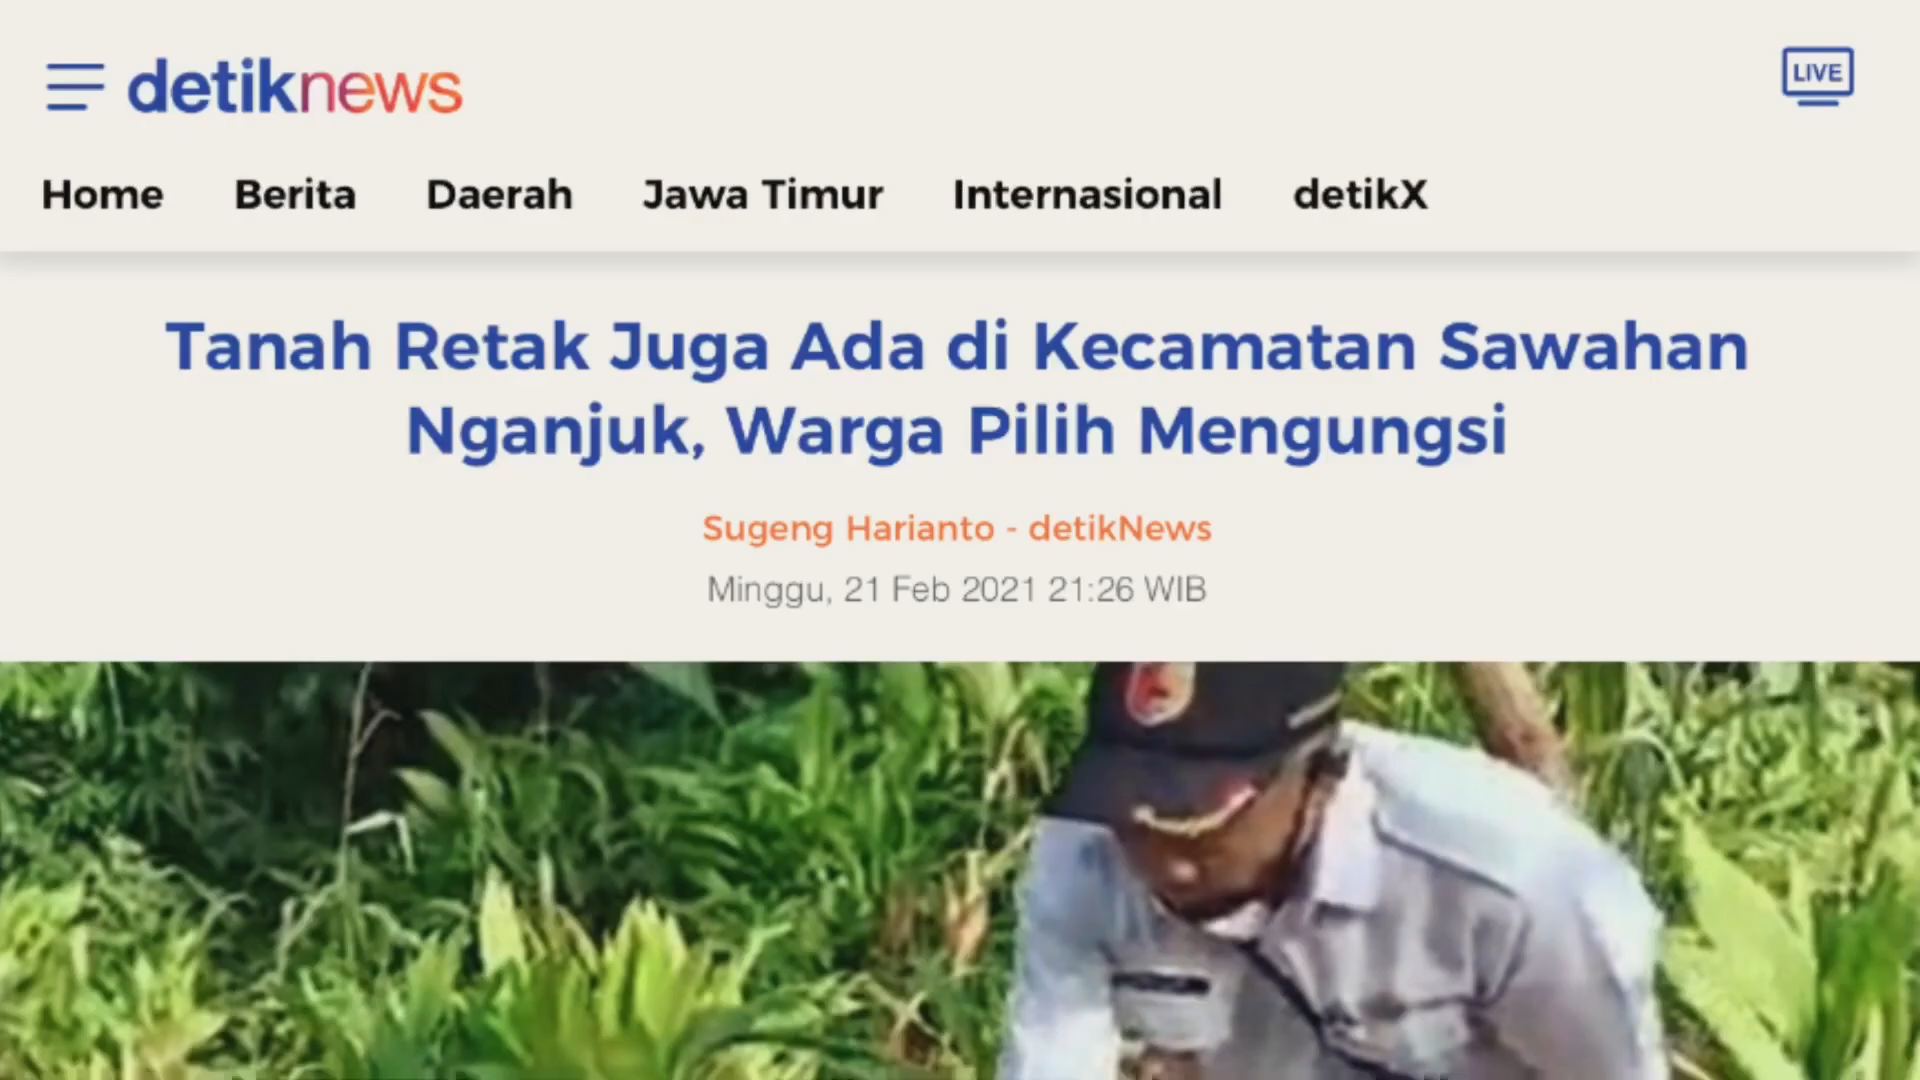 detiknews
LIVE
Home Berita Daerah Jawa Timur Internasional detikX
Tanah Retak Juga Ada di Kecamatan Sawahan
Nganjuk, Warga Pilih Mengungsi
Sugeng Harianto - detikNews
Minggu, 21 Feb 2021 21:26 WIB